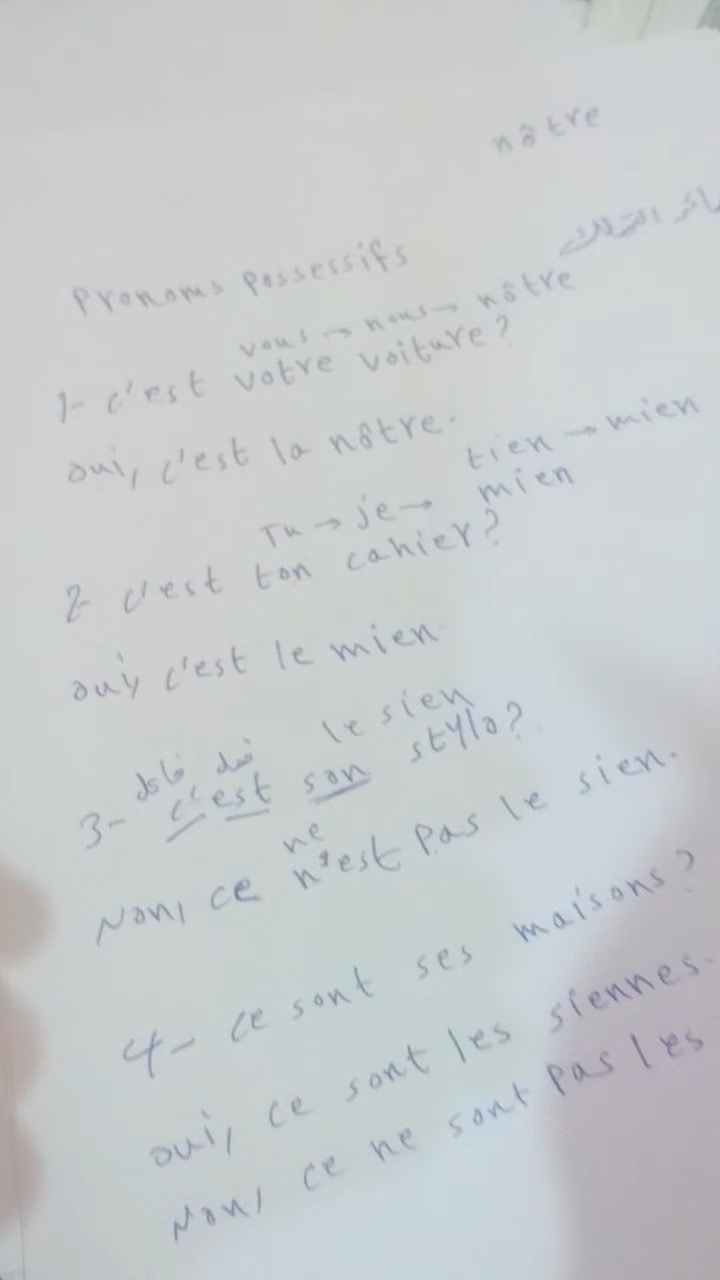 nôtre
Pronoms possessifs
vous → nous → nôtre
1- c'est votre voiture?
oui, c'est la nôtre.
tien → mien
Tu → je → mien
2- c'est ton cahier?
oui, c'est le mien.
le sien
3- c'est son stylo?
ne
Non, ce n'est pas le sien.
4- ce sont ses maisons?
oui, ce sont les siennes.
Non, ce ne sont pas les